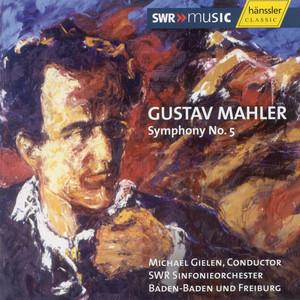 SWR»MUSIC
hänssler
CLASSIC
GUSTAV MAHLER
Symphony No. 5
MICHAEL GIELEN, CONDUCTOR
SWR SINFONIEORCHESTER
BADEN-BADEN UND FREIBURG